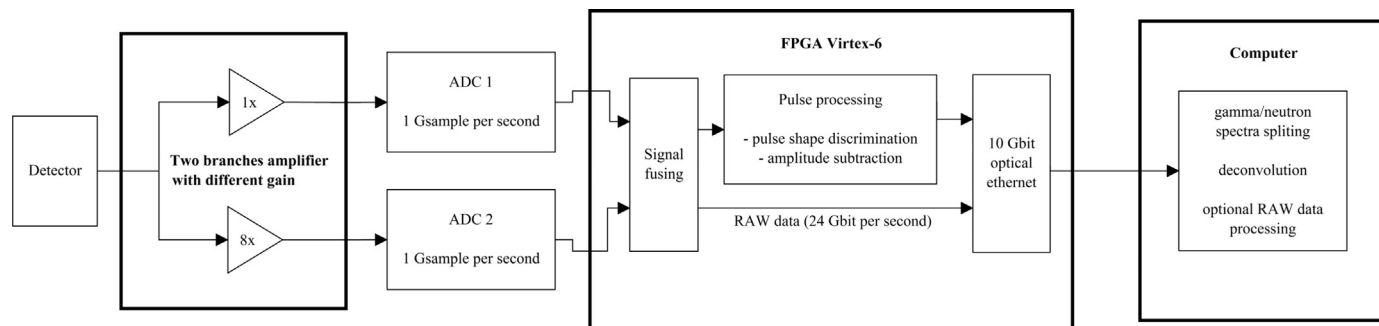 Detector
1x
Two branches amplifier
with different gain
8x
ADC 1
1 Gsample per second
ADC 2
1 Gsample per second
FPGA Virtex-6
Signal
fusing
Pulse processing
- pulse shape discrimination
- amplitude subtraction
RAW data (24 Gbit per second)
10 Gbit
optical
ethernet
Computer
gamma/neutron
spectra spliting
deconvolution
optional RAW data
processing